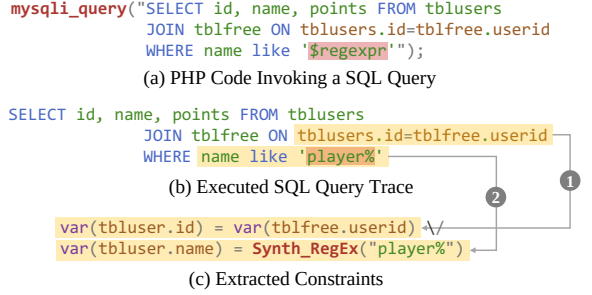 mysqli_query("SELECT id, name, points FROM tblusers
JOIN tblfree ON tblusers.id=tblfree.userid
WHERE name like '$regexpr'");
(a) PHP Code Invoking a SQL Query
SELECT id, name, points FROM tblusers
JOIN tblfree ON tblusers.id=tblfree.userid
WHERE name like 'player%'
(b) Executed SQL Query Trace
1
2
var(tbluser.id) = var(tblfree.userid) \/
var(tbluser.name) = Synth_RegEx("player%")
(c) Extracted Constraints